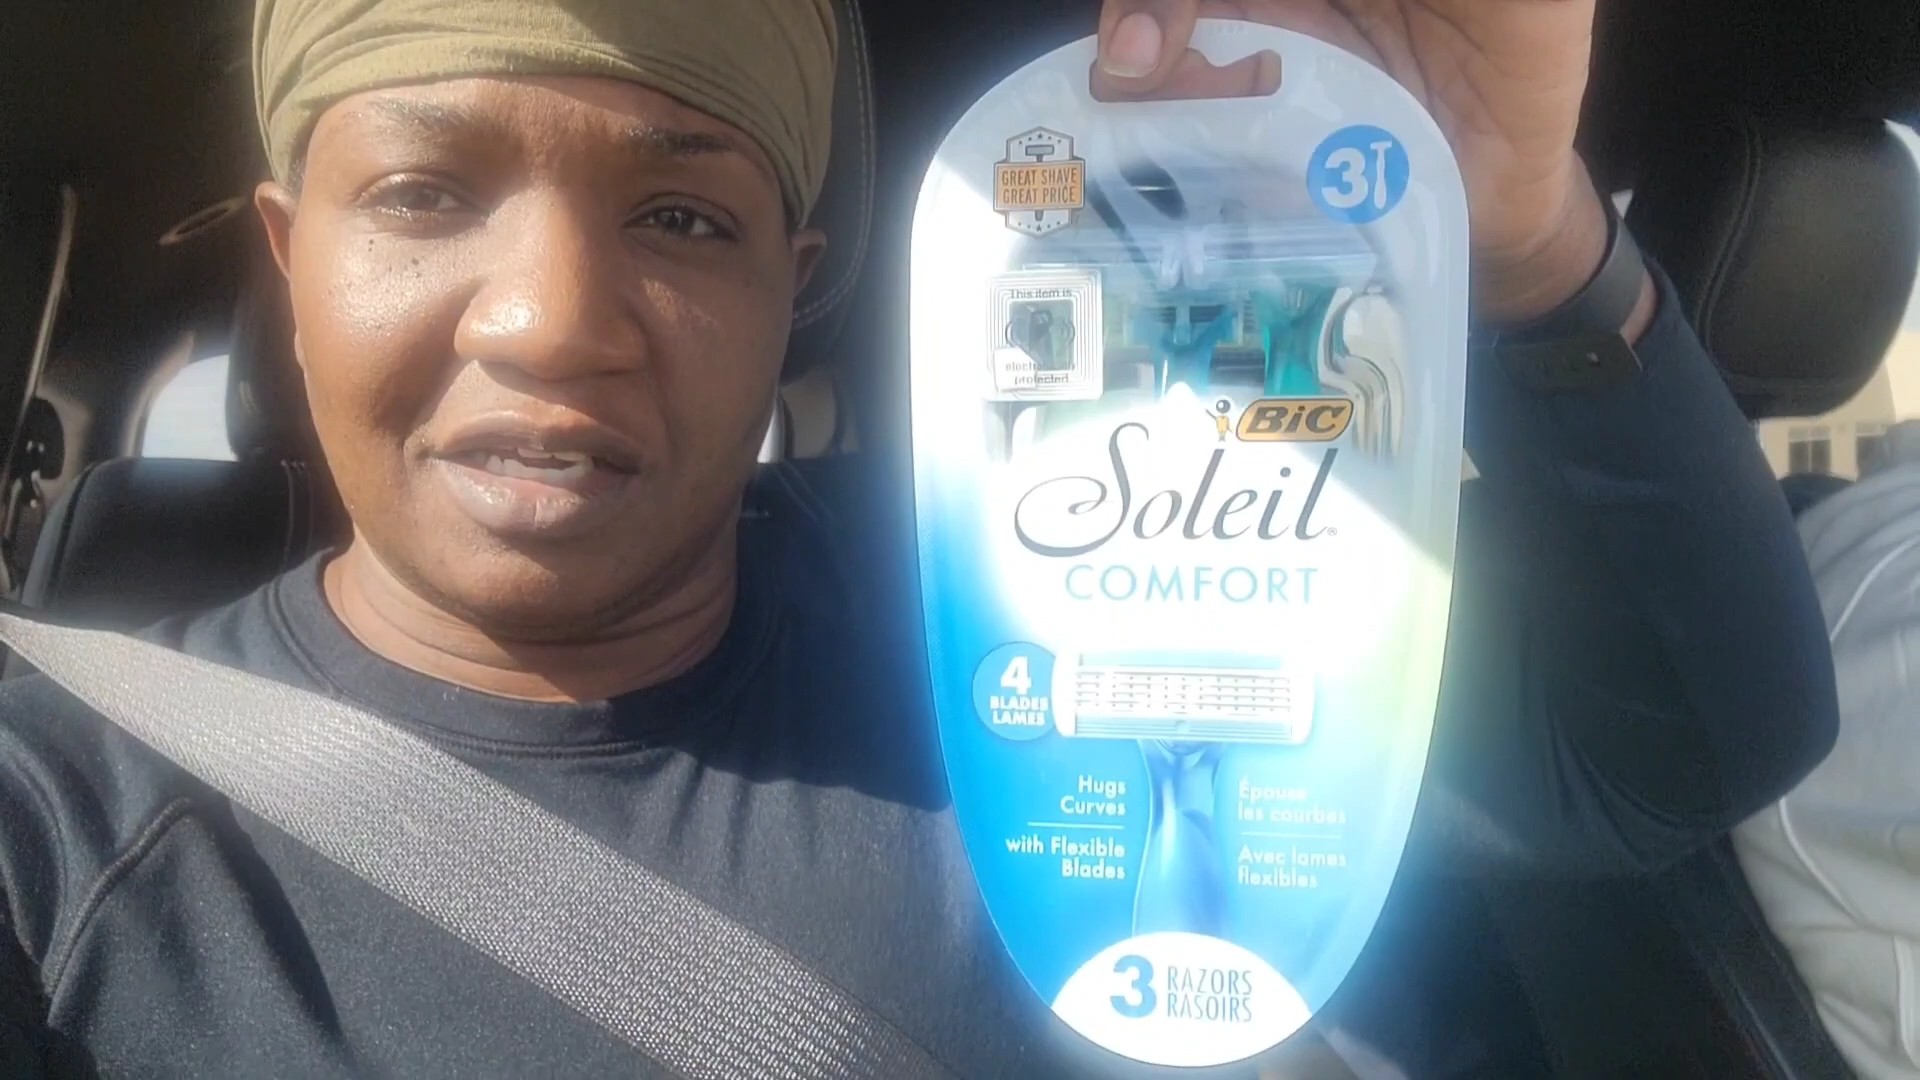 GREAT SHAVE
GREAT PRICE
3
This item is
protected
BiC
Soleil®
COMFORT
4
BLADES
LAMES
Hugs
Curves
with Flexible
Blades
Épouse
les courbes
Avec lames
flexibles
3
RAZORS
RASOIRS